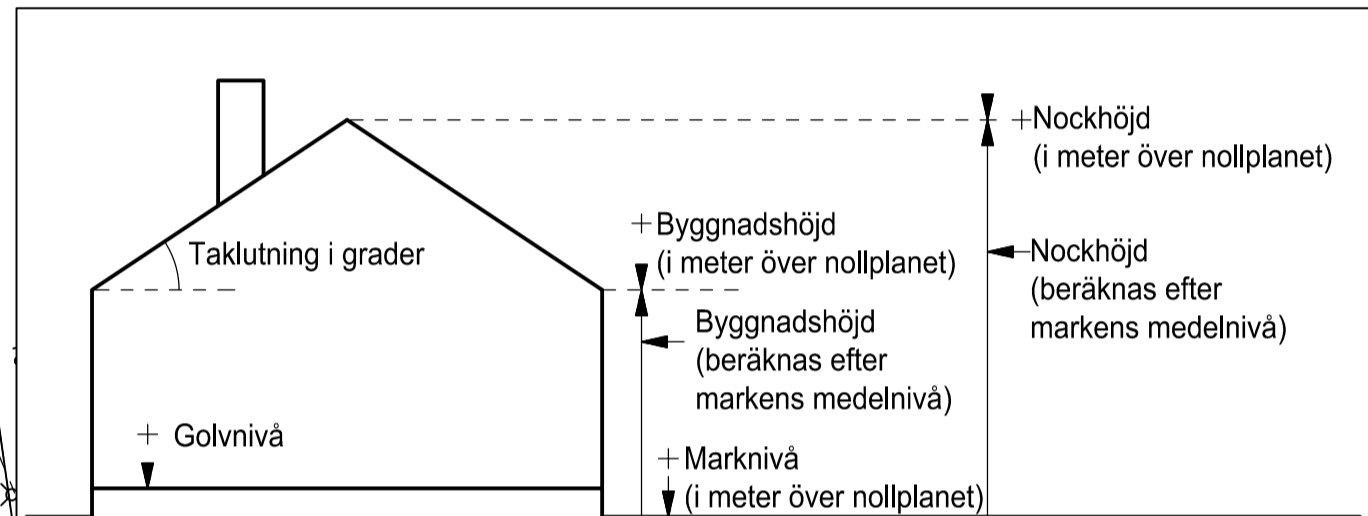 +Nockhöjd
(i meter över nollplanet)
+Byggnadshöjd
(i meter över nollplanet)
Taklutning i grader
Nockhöjd
(beräknas efter
markens medelnivå)
Byggnadshöjd
(beräknas efter
markens medelnivå)
+ Golvnivå
+Marknivå
(i meter över nollplanet)